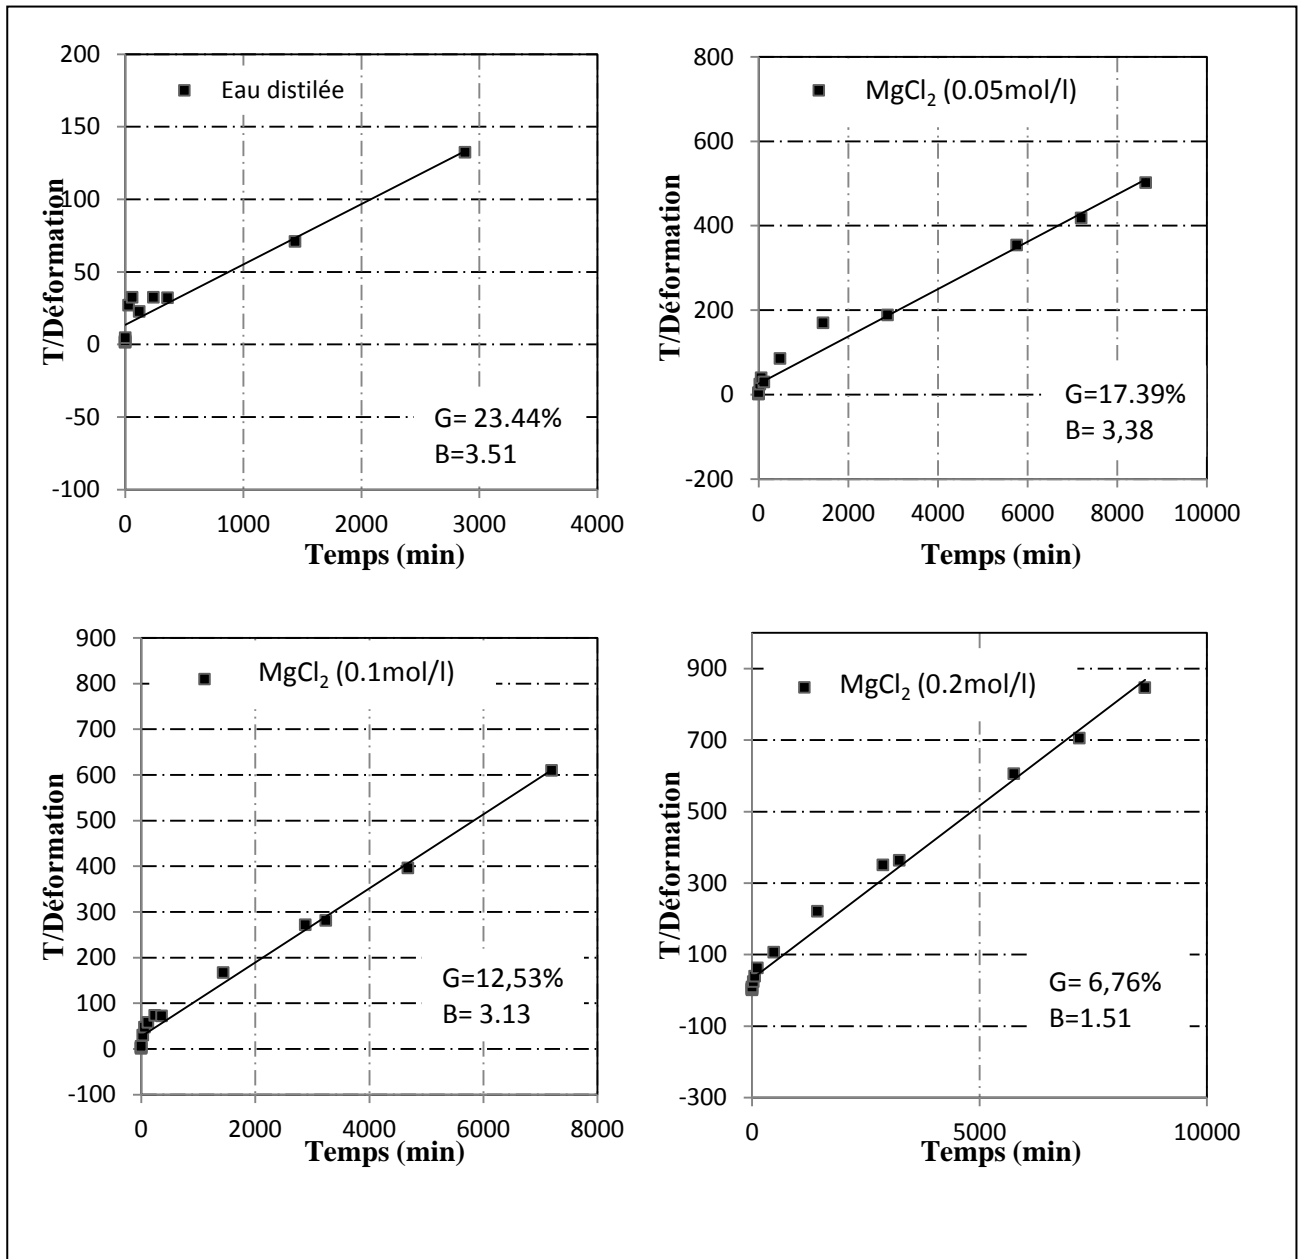 200
150
100
50
0
-50
-100
0 1000 2000 3000 4000
T/Déformation
Temps (min)
Eau distilée
G= 23.44%
B=3.51
800
600
400
200
0
-200
0 2000 4000 6000 8000 10000
T/Déformation
Temps (min)
MgCl₂ (0.05mol/l)
G=17.39%
B= 3,38
900
800
700
600
500
400
300
200
100
0
-100
0 2000 4000 6000 8000
T/Déformation
Temps (min)
MgCl₂ (0.1mol/l)
G=12,53%
B= 3.13
900
700
500
300
100
-100
-300
0 5000 10000
T/Déformation
Temps (min)
MgCl₂ (0.2mol/l)
G= 6,76%
B=1.51